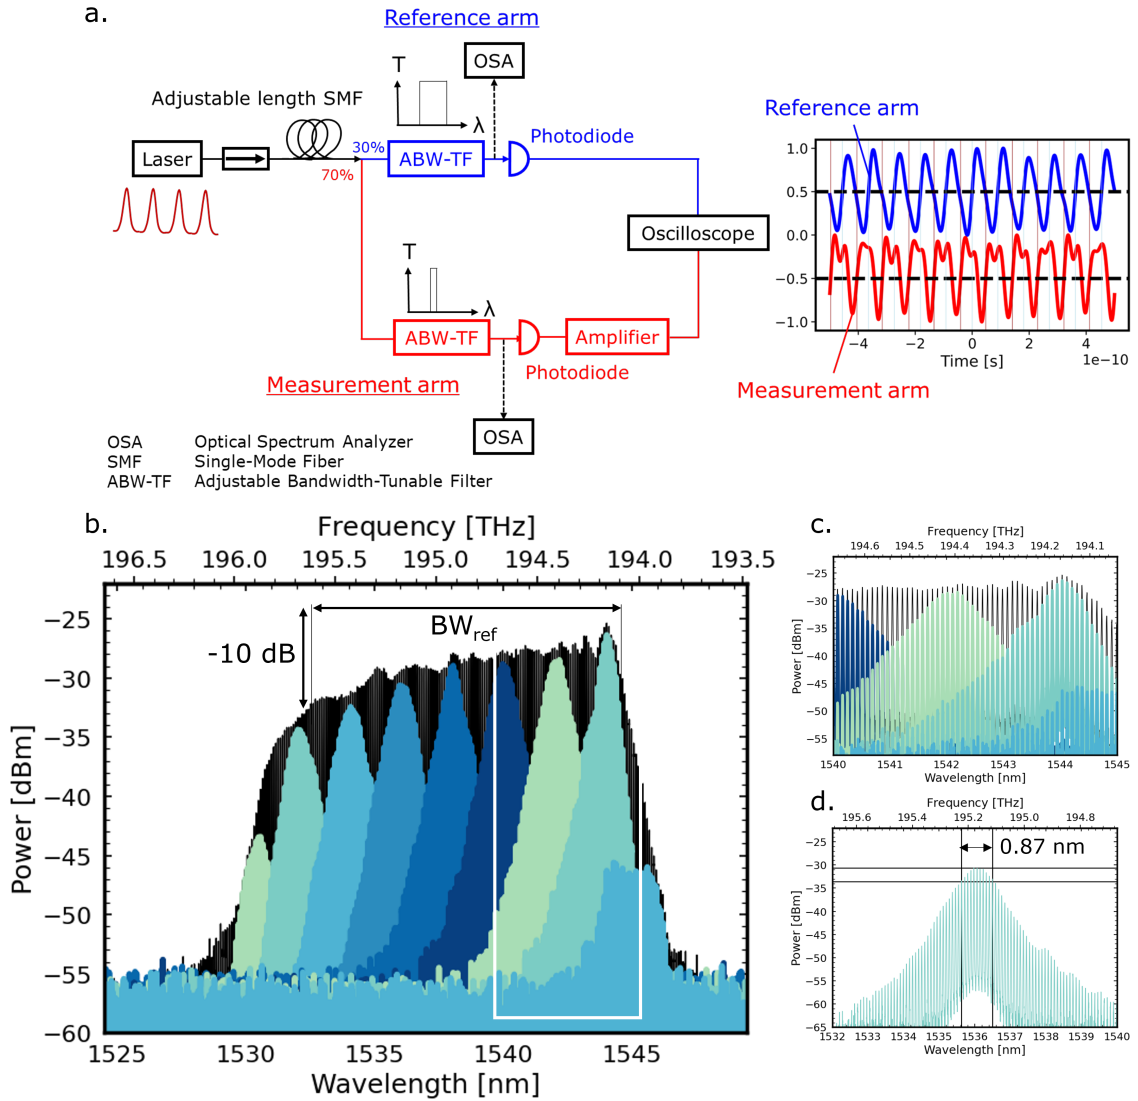 a.
Reference arm
OSA
T
λ
Adjustable length SMF
Laser
30%
70%
ABW-TF
Photodiode
Oscilloscope
T
λ
ABW-TF
Amplifier
Photodiode
Measurement arm
OSA
OSA Optical Spectrum Analyzer
SMF Single-Mode Fiber
ABW-TF Adjustable Bandwidth-Tunable Filter
Reference arm
1.0
0.5
0.0
−0.5
−1.0
−4 −2 0 2 4
Time [s] 1e−10
Measurement arm
b.
Frequency [THz]
196.5 196.0 195.5 195.0 194.5 194.0 193.5
−25
−30
−35
−40
−45
−50
−55
−60
Power [dBm]
-10 dB
BWref
1525 1530 1535 1540 1545
Wavelength [nm]
c.
Frequency [THz]
194.6 194.5 194.4 194.3 194.2 194.1
−25
−30
−35
−40
−45
−50
−55
Power [dBm]
1540 1541 1542 1543 1544 1545
Wavelength [nm]
d.
Frequency [THz]
195.6 195.4 195.2 195.0 194.8
0.87 nm
−25
−30
−35
−40
−45
−50
−55
−60
−65
Power [dBm]
1532 1533 1534 1535 1536 1537 1538 1539 1540
Wavelength [nm]